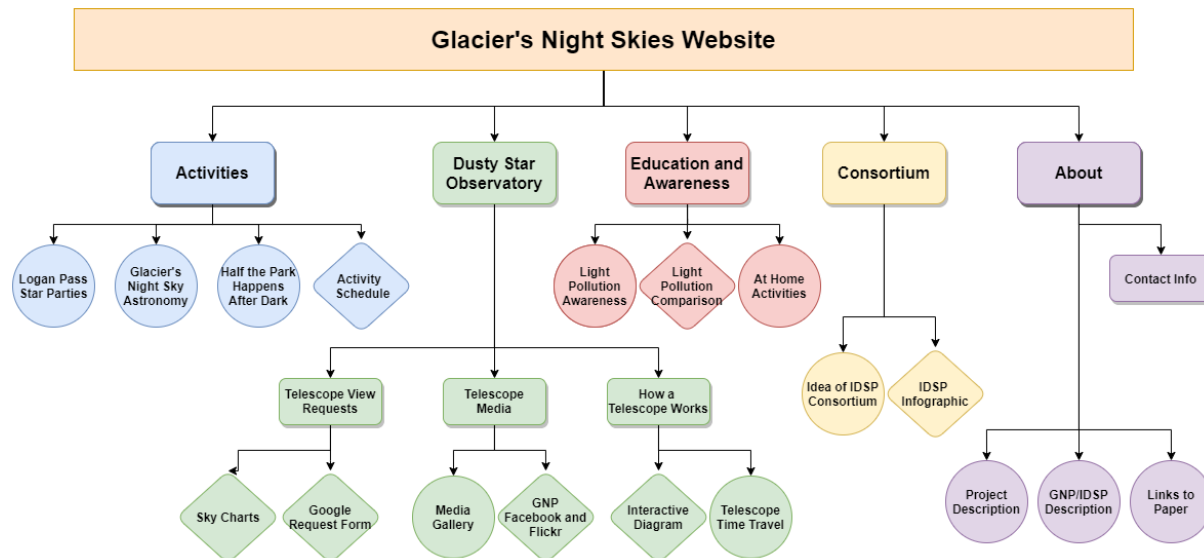 Glacier's Night Skies Website
Activities
Dusty Star
Observatory
Education and
Awareness
Consortium
About
Logan Pass
Star Parties
Glacier's
Night Sky
Astronomy
Half the Park
Happens
After Dark
Activity
Schedule
Light
Pollution
Awareness
Light
Pollution
Comparison
At Home
Activities
Contact Info
Telescope View
Requests
Telescope
Media
How a
Telescope Works
Idea of IDSP
Consortium
IDSP
Infographic
Sky Charts
Google
Request Form
Media
Gallery
GNP
Facebook and
Flickr
Interactive
Diagram
Telescope
Time Travel
Project
Description
GNP/IDSP
Description
Links to
Paper